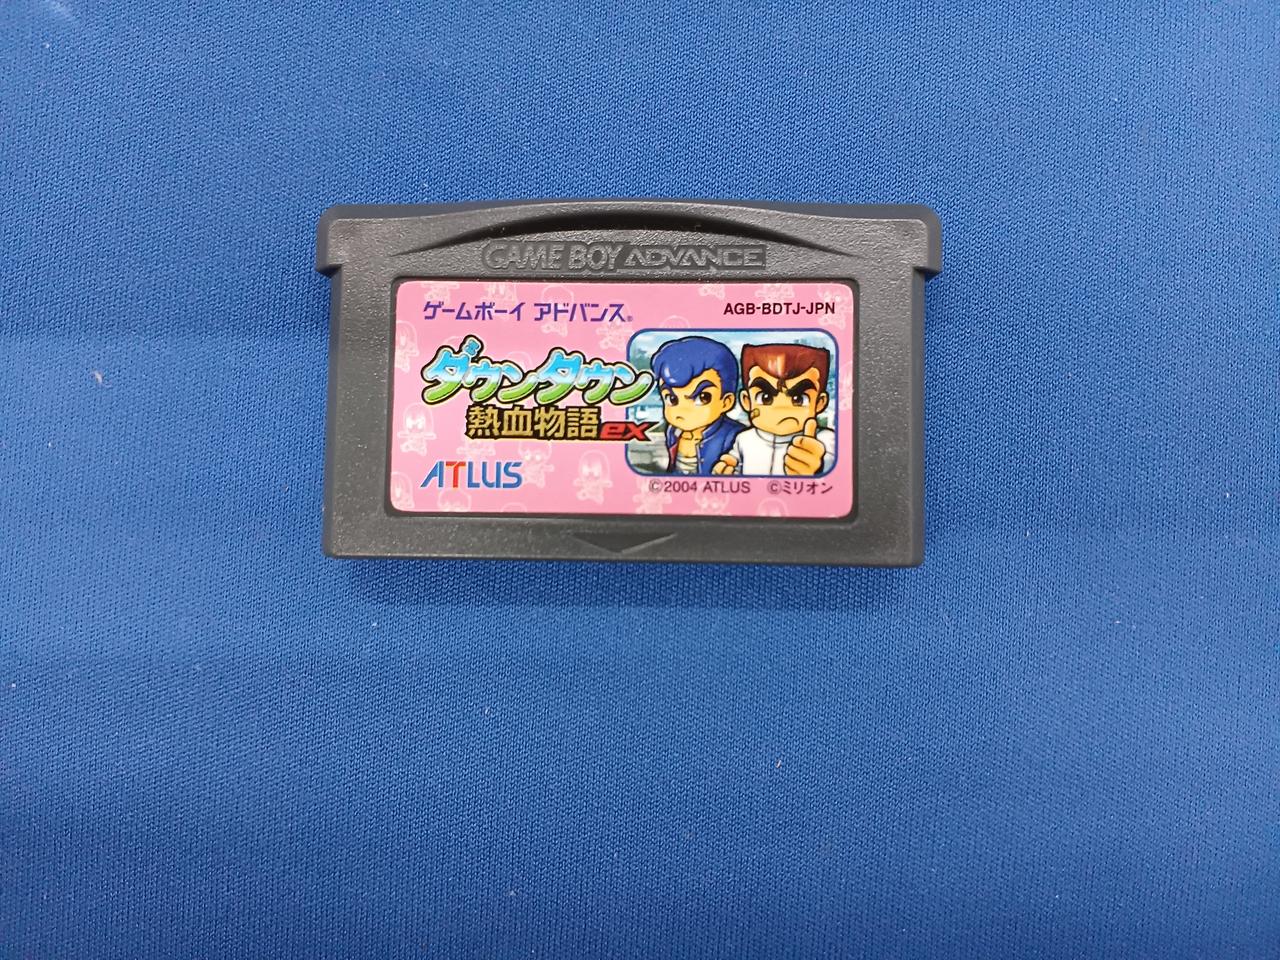 GAME BOY ADVANCE
ゲームボーイ アドバンス®
AGB-BDTJ-JPN
ダウンタウン
熱血物語ex
ATLUS
©2004 ATLUS ©ミリオン